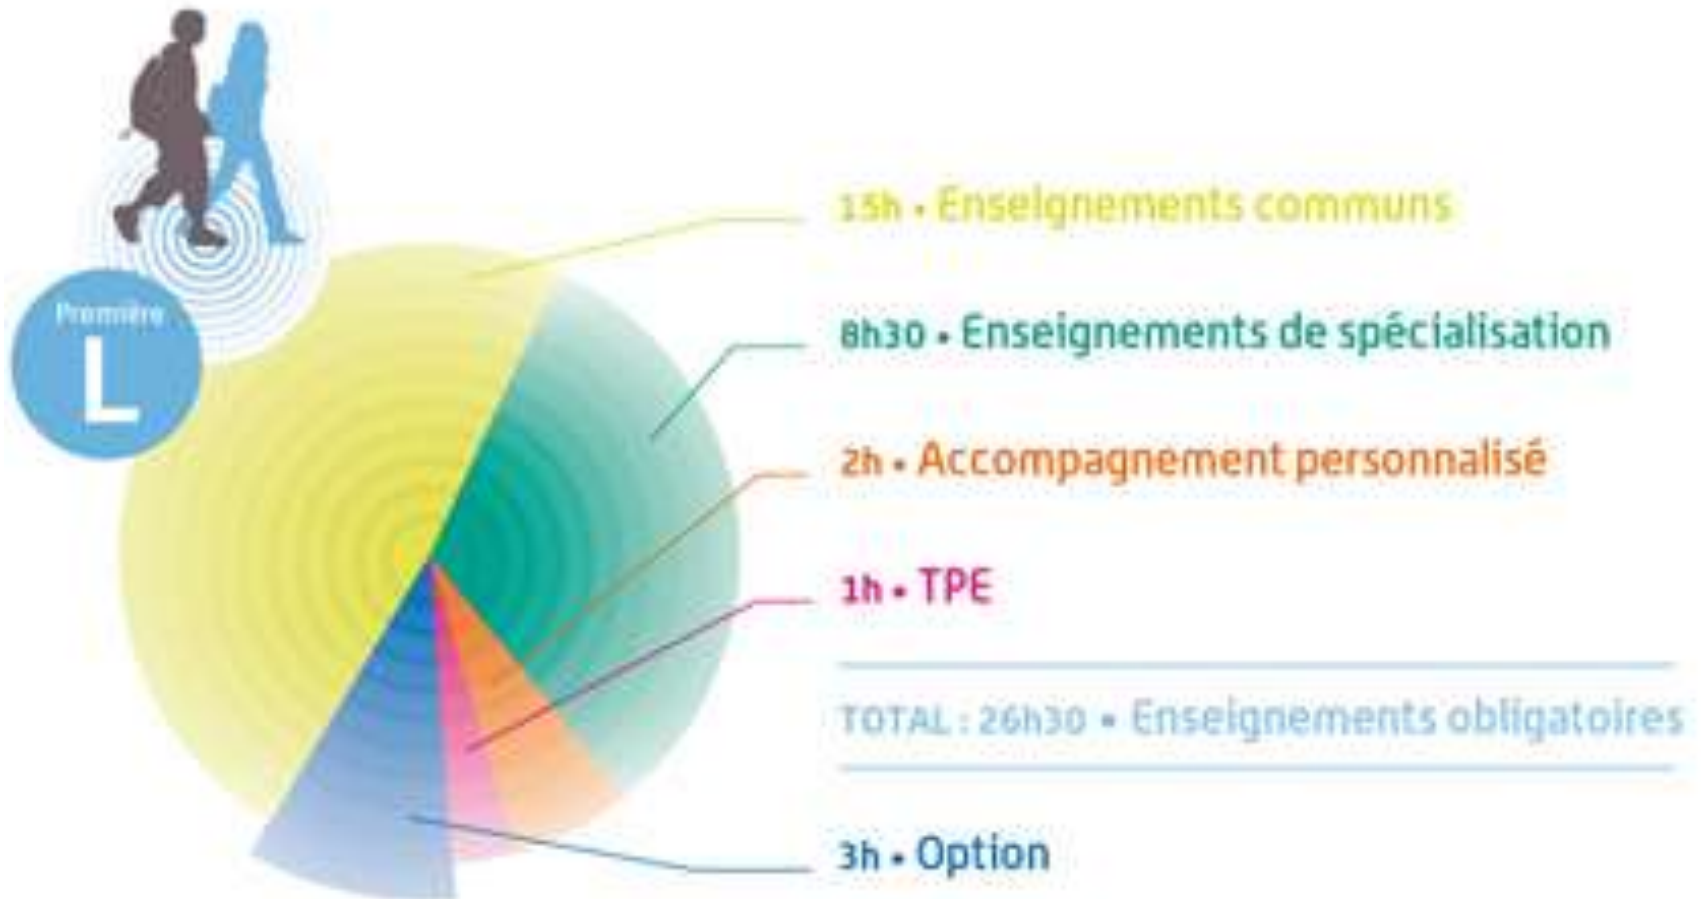 Première
L
15h • Enseignements communs
8h30 • Enseignements de spécialisation
2h • Accompagnement personnalisé
1h • TPE
TOTAL : 26h30 • Enseignements obligatoires
3h • Option